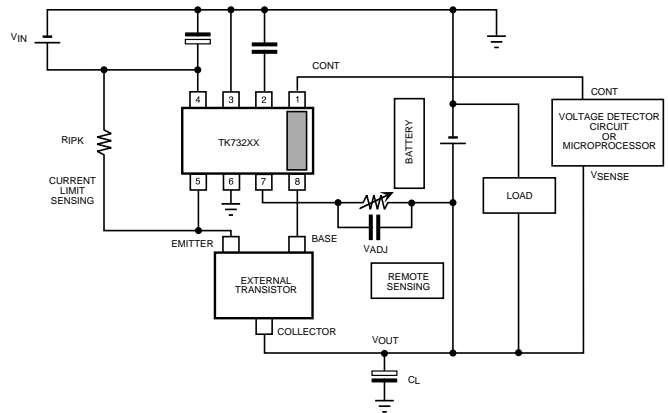 VIN
CONT
4
3
2
1
CONT
RIPK
TK732XX
BATTERY
VOLTAGE DETECTOR
CIRCUIT
OR
MICROPROCESSOR
CURRENT
LIMIT
SENSING
5
6
7
8
VSENSE
LOAD
EMITTER
BASE
VADJ
EXTERNAL
TRANSISTOR
REMOTE
SENSING
COLLECTOR
VOUT
CL